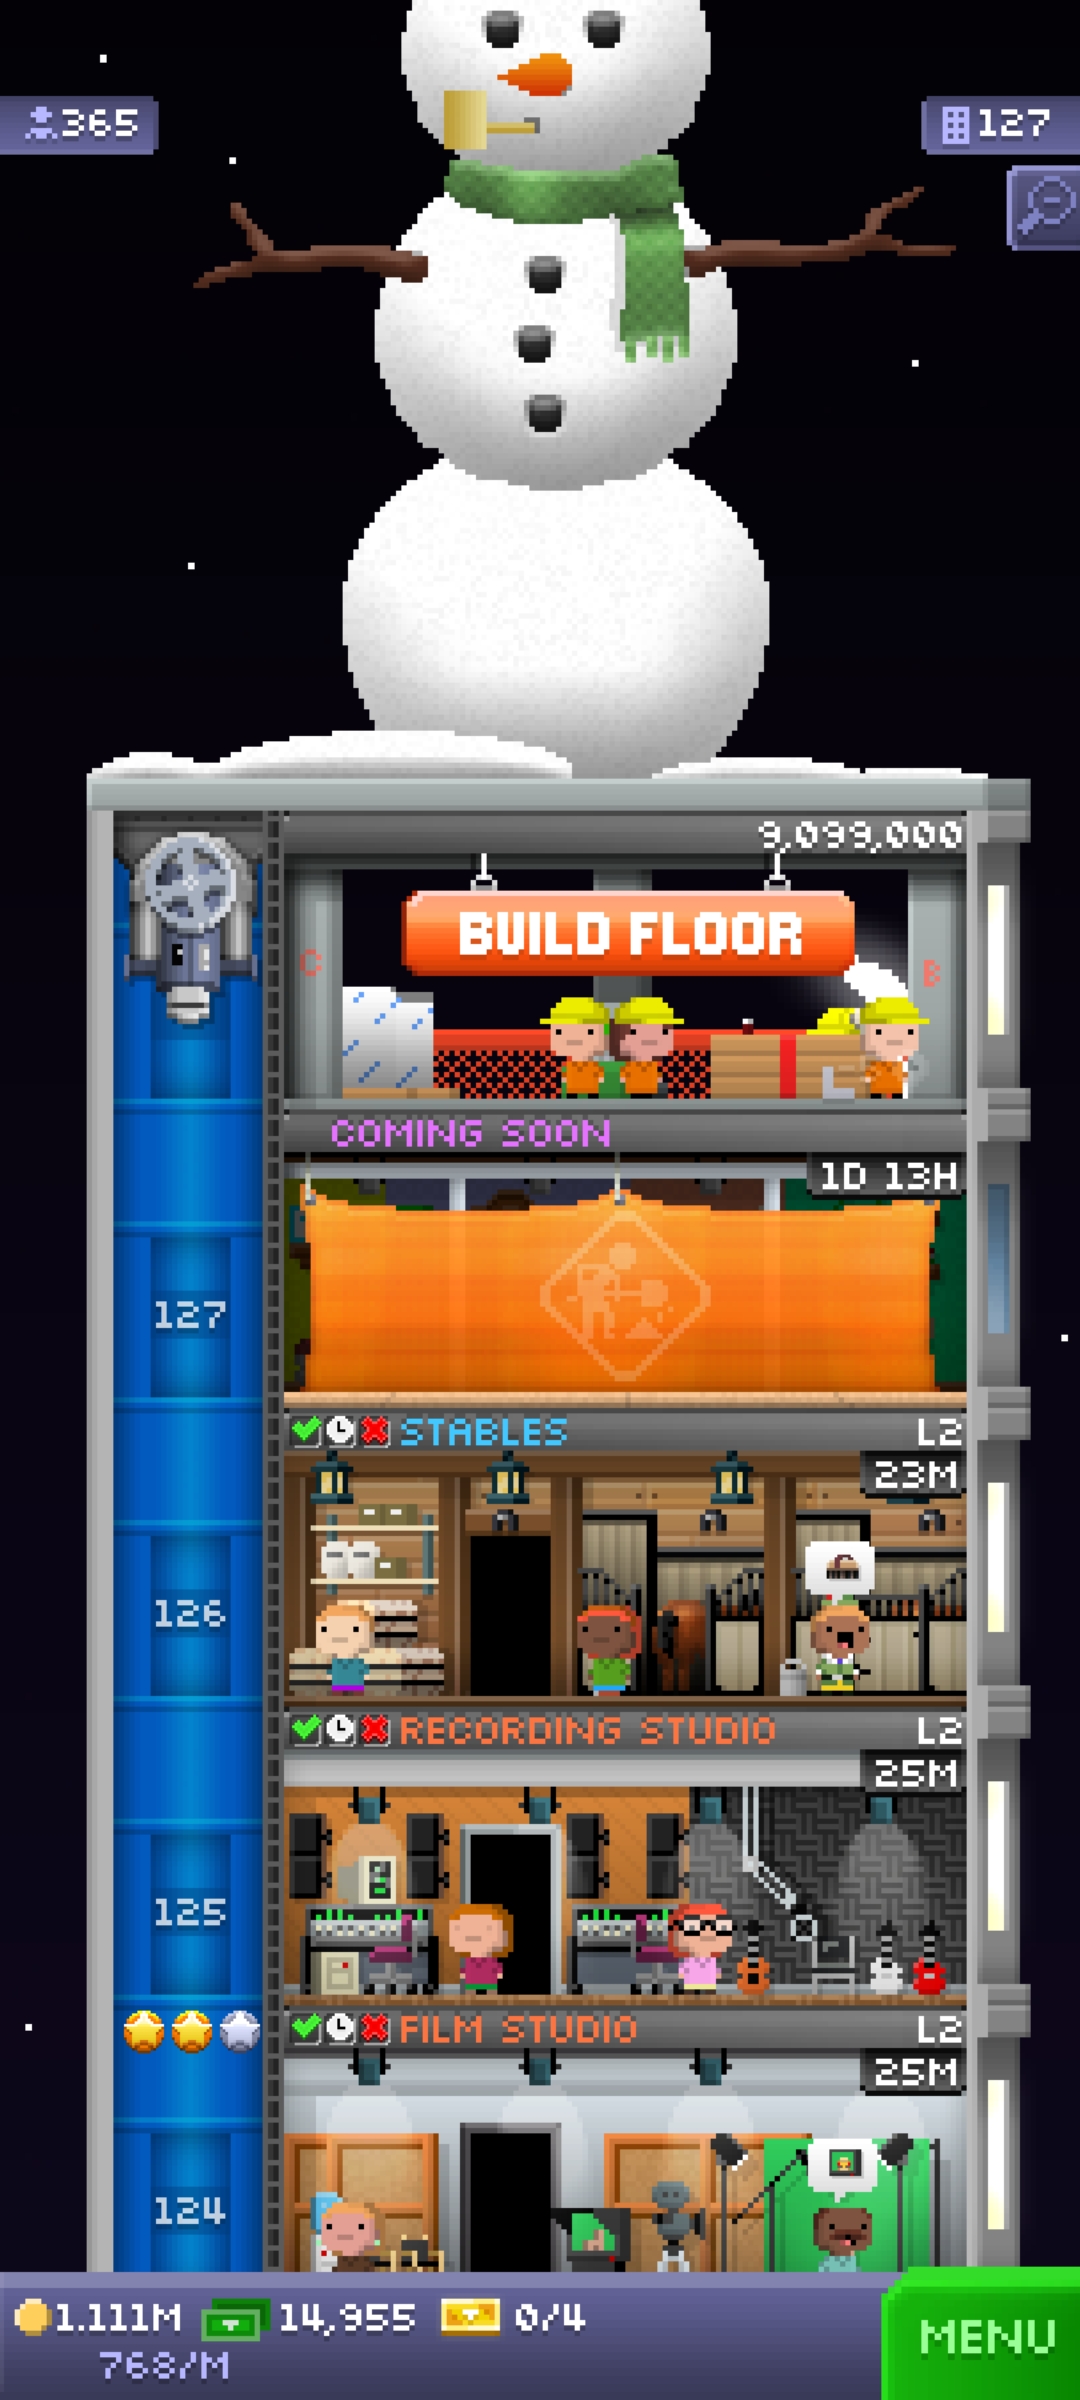 365
127
9,099,000
BUILD FLOOR
C
B
COMING SOON
1D 13H
127
STABLES L2
23M
126
RECORDING STUDIO L2
25M
125
FILM STUDIO L2
25M
124
1.111M 14,955 0/4
768/M
MENU